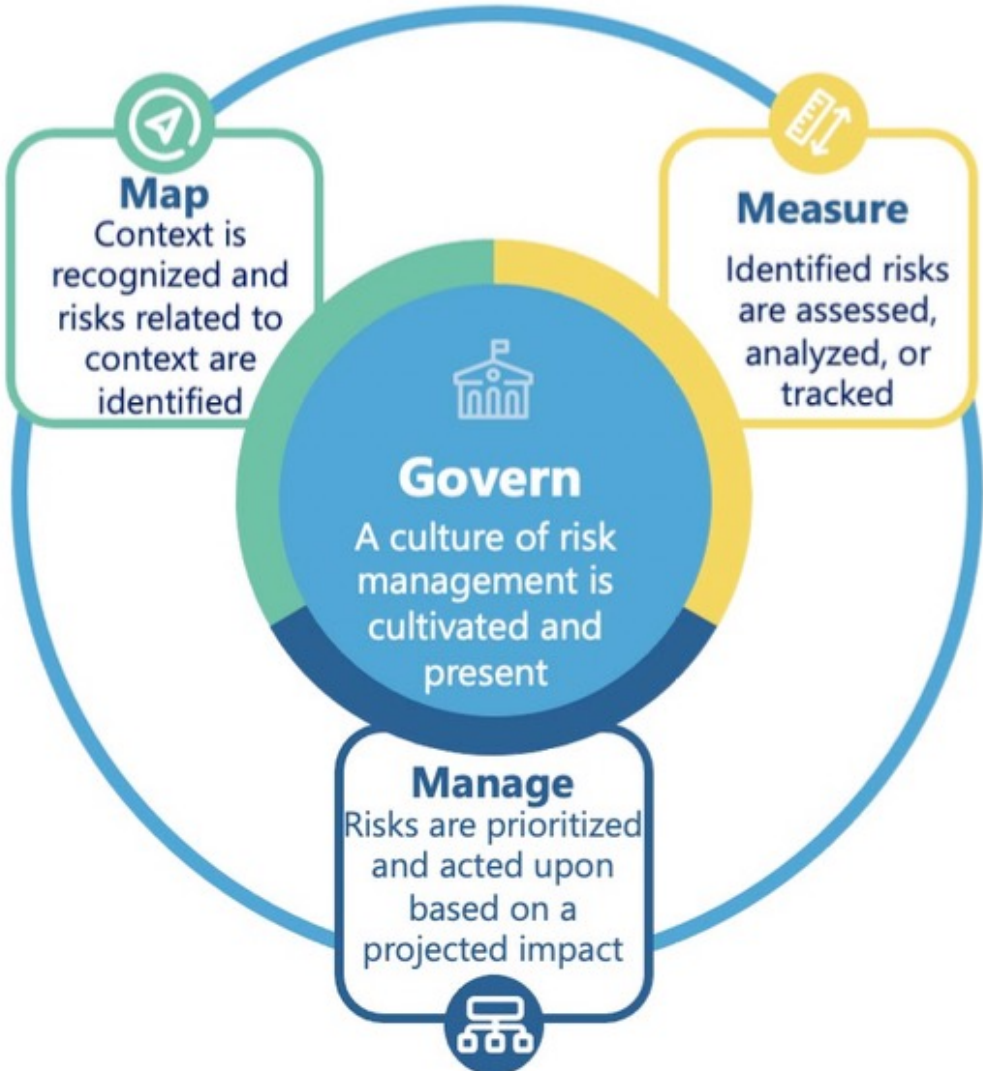 Map
Context is
recognized and
risks related to
context are
identified
Measure
Identified risks
are assessed,
analyzed, or
tracked
Govern
A culture of risk
management is
cultivated and
present
Manage
Risks are prioritized
and acted upon
based on a
projected impact